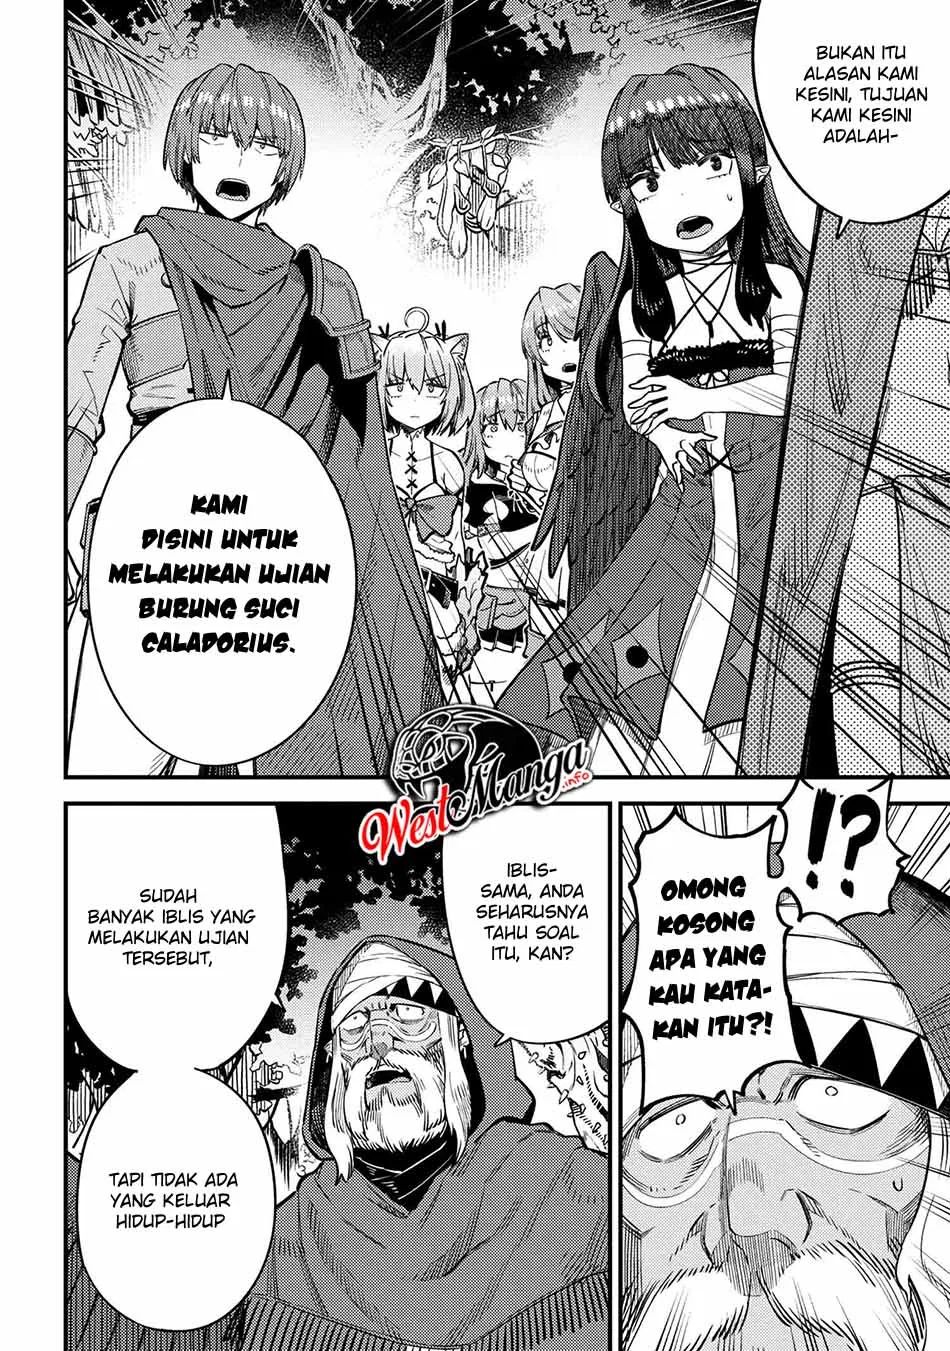 BUKAN ITU
ALASAN KAMI
KESINI, TUJUAN
KAMI KESINI
ADALAH-
KAMI
DISINI UNTUK
MELAKUKAN UJIAN
BURUNG SUCI
CALADORIUS.
!?
OMONG
KOSONG
APA YANG
KAU KATA-
KAN ITU?!
IBLIS-
SAMA, ANDA
SEHARUSNYA
TAHU SOAL
ITU, KAN?
SUDAH
BANYAK IBLIS YANG
MELAKUKAN UJIAN
TERSEBUT,
TAPI TIDAK ADA
YANG KELUAR
HIDUP-HIDUP
WestManga
.info